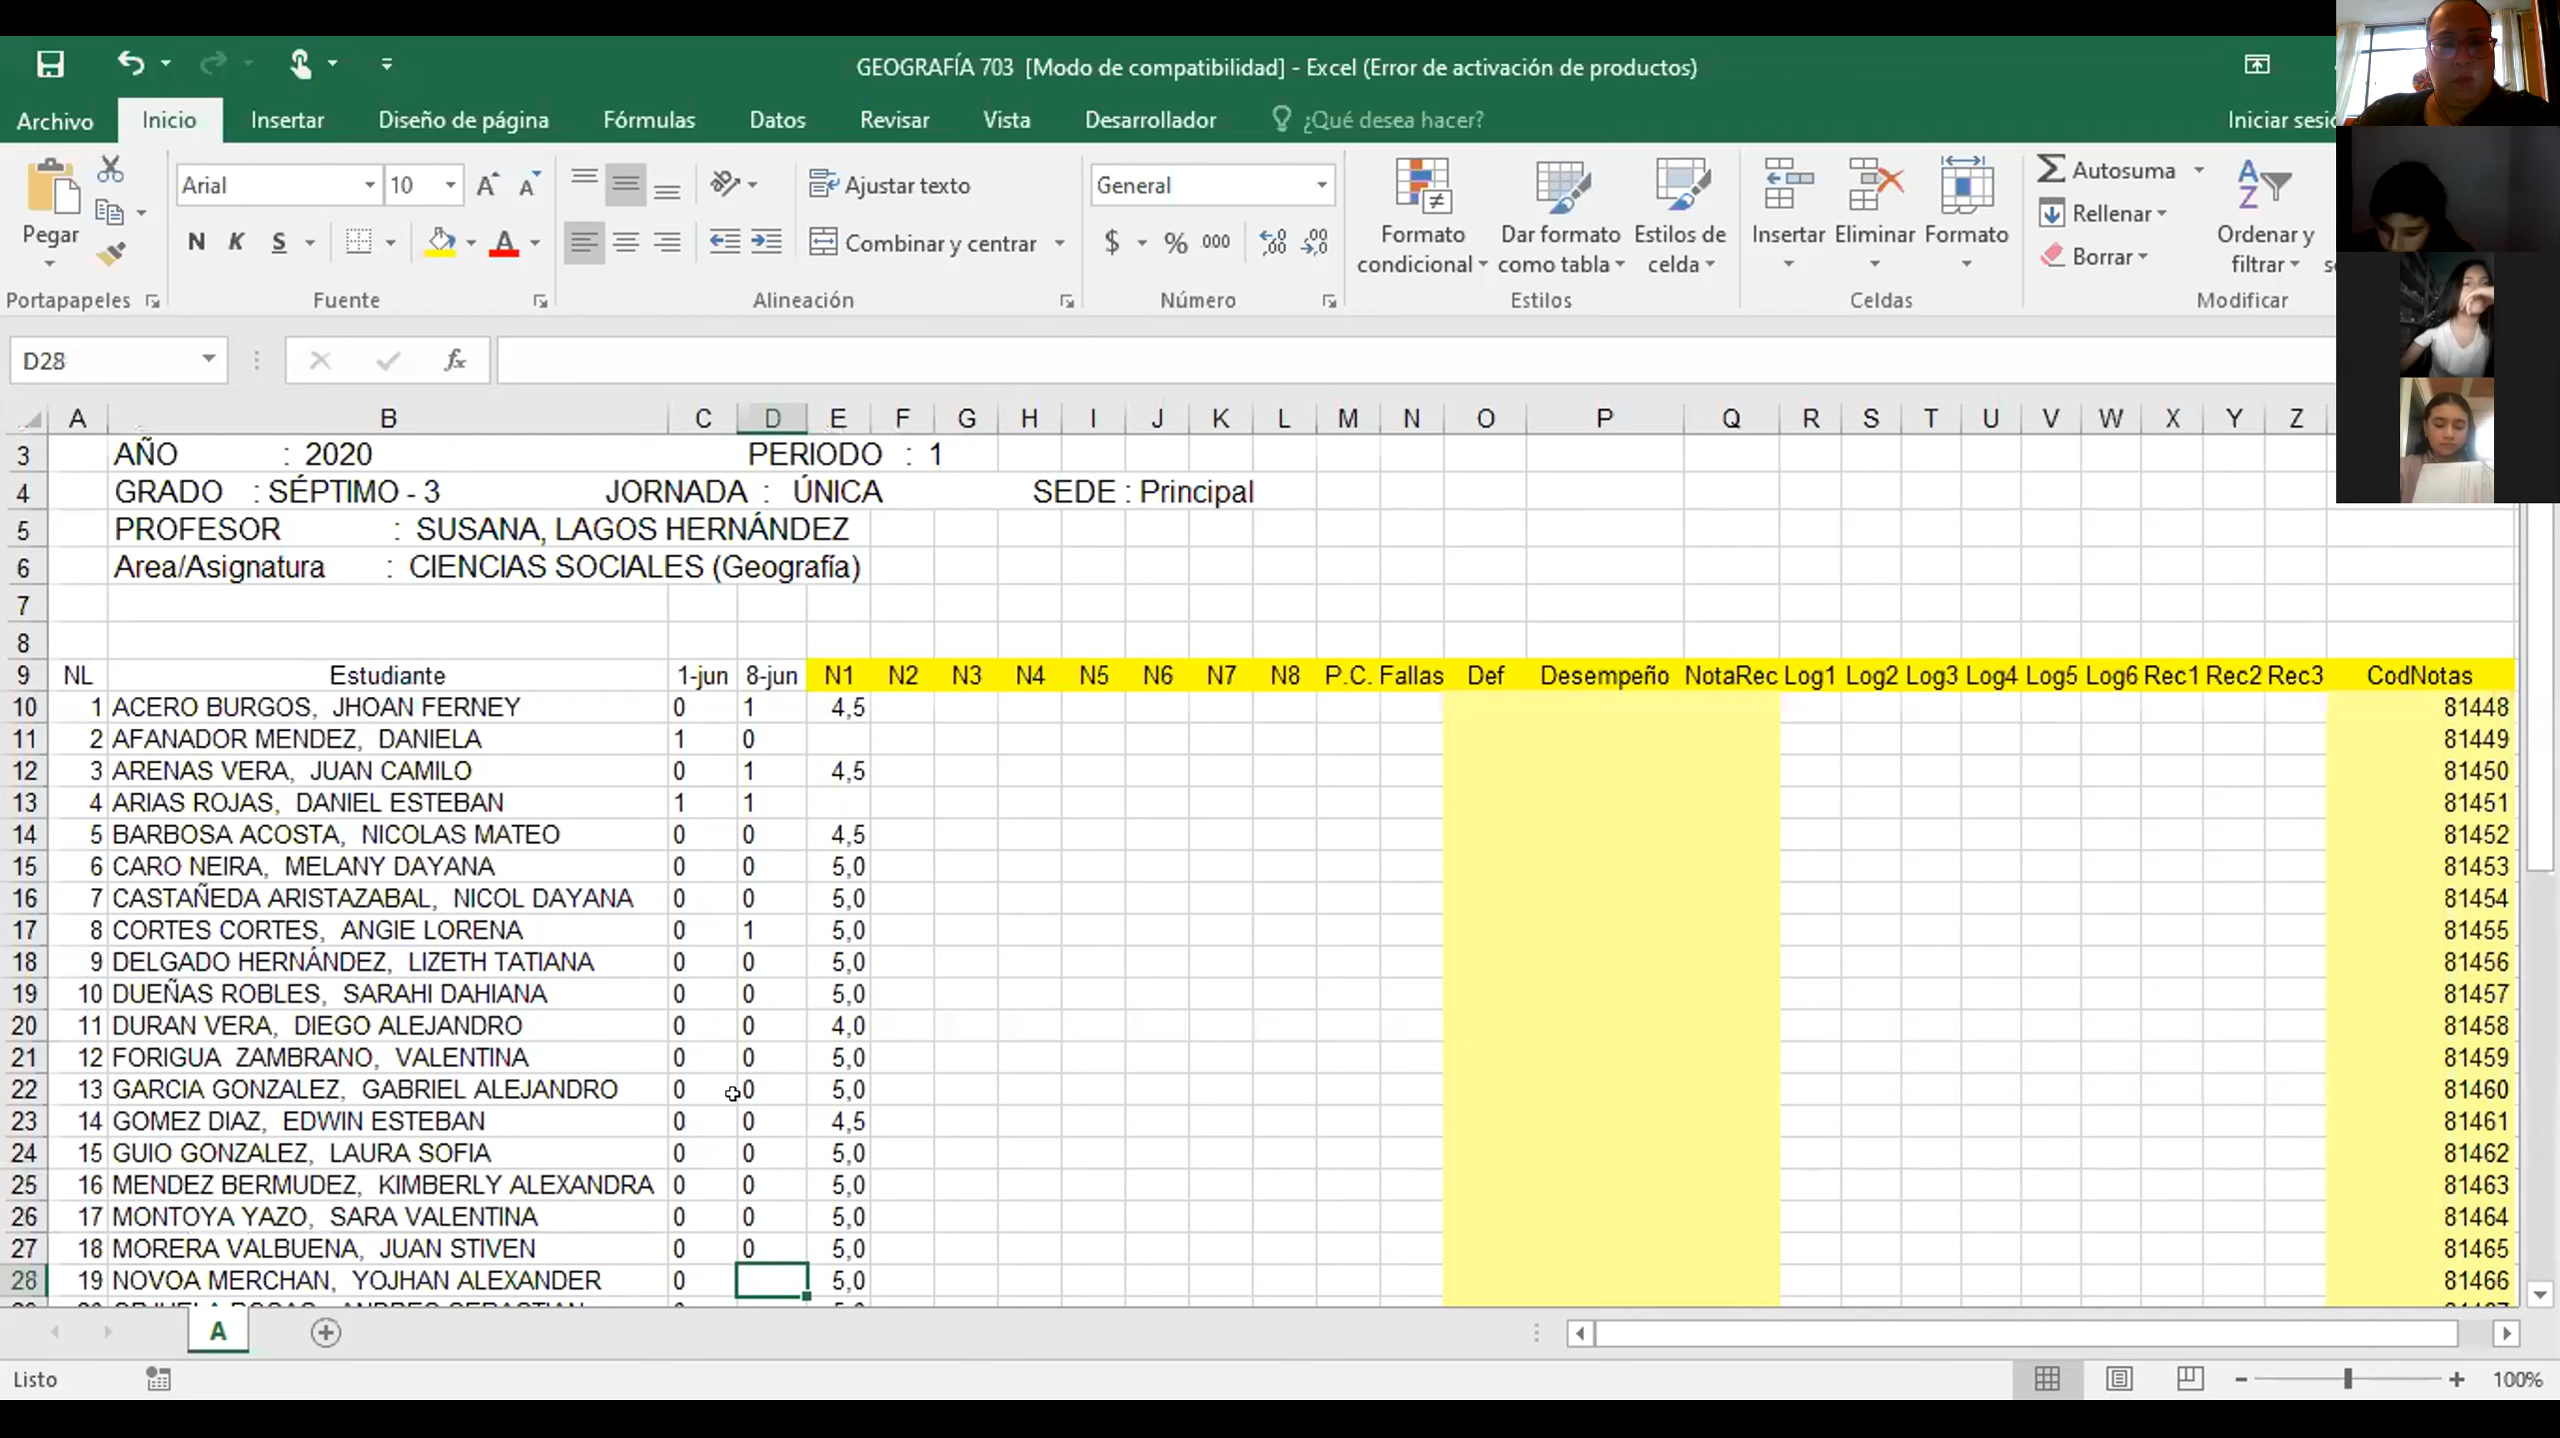 GEOGRAFÍA 703 [Modo de compatibilidad] - Excel (Error de activación de productos)
Archivo Inicio Insertar Diseño de página Fórmulas Datos Revisar Vista Desarrollador ¿Qué desea hacer? Iniciar sesió
Pegar
Portapapeles
Arial 10
N K S
Fuente
Ajustar texto
Combinar y centrar
Alineación
General
$ % 000
Número
Formato condicional
Dar formato como tabla
Estilos de celda
Estilos
Insertar Eliminar Formato
Celdas
Autosuma
Rellenar
Borrar
Ordenar y filtrar
Modificar
D28 fx
A B C D E F G H I J K L M N O P Q R S T U V W X Y Z
3 AÑO : 2020 PERIODO : 1
4 GRADO : SÉPTIMO - 3 JORNADA : ÚNICA SEDE : Principal
5 PROFESOR : SUSANA, LAGOS HERNÁNDEZ
6 Area/Asignatura : CIENCIAS SOCIALES (Geografía)
7
8
9 NL Estudiante 1-jun 8-jun N1 N2 N3 N4 N5 N6 N7 N8 P.C. Fallas Def Desempeño NotaRec Log1 Log2 Log3 Log4 Log5 Log6 Rec1 Rec2 Rec3 CodNotas
10 1 ACERO BURGOS, JHOAN FERNEY 0 1 4,5 81448
11 2 AFANADOR MENDEZ, DANIELA 1 0 81449
12 3 ARENAS VERA, JUAN CAMILO 0 1 4,5 81450
13 4 ARIAS ROJAS, DANIEL ESTEBAN 1 1 81451
14 5 BARBOSA ACOSTA, NICOLAS MATEO 0 0 4,5 81452
15 6 CARO NEIRA, MELANY DAYANA 0 0 5,0 81453
16 7 CASTAÑEDA ARISTAZABAL, NICOL DAYANA 0 0 5,0 81454
17 8 CORTES CORTES, ANGIE LORENA 0 1 5,0 81455
18 9 DELGADO HERNÁNDEZ, LIZETH TATIANA 0 0 5,0 81456
19 10 DUEÑAS ROBLES, SARAHI DAHIANA 0 0 5,0 81457
20 11 DURAN VERA, DIEGO ALEJANDRO 0 0 4,0 81458
21 12 FORIGUA ZAMBRANO, VALENTINA 0 0 5,0 81459
22 13 GARCIA GONZALEZ, GABRIEL ALEJANDRO 0 0 5,0 81460
23 14 GOMEZ DIAZ, EDWIN ESTEBAN 0 0 4,5 81461
24 15 GUIO GONZALEZ, LAURA SOFIA 0 0 5,0 81462
25 16 MENDEZ BERMUDEZ, KIMBERLY ALEXANDRA 0 0 5,0 81463
26 17 MONTOYA YAZO, SARA VALENTINA 0 0 5,0 81464
27 18 MORERA VALBUENA, JUAN STIVEN 0 0 5,0 81465
28 19 NOVOA MERCHAN, YOJHAN ALEXANDER 0 5,0 81466
A
Listo 100%